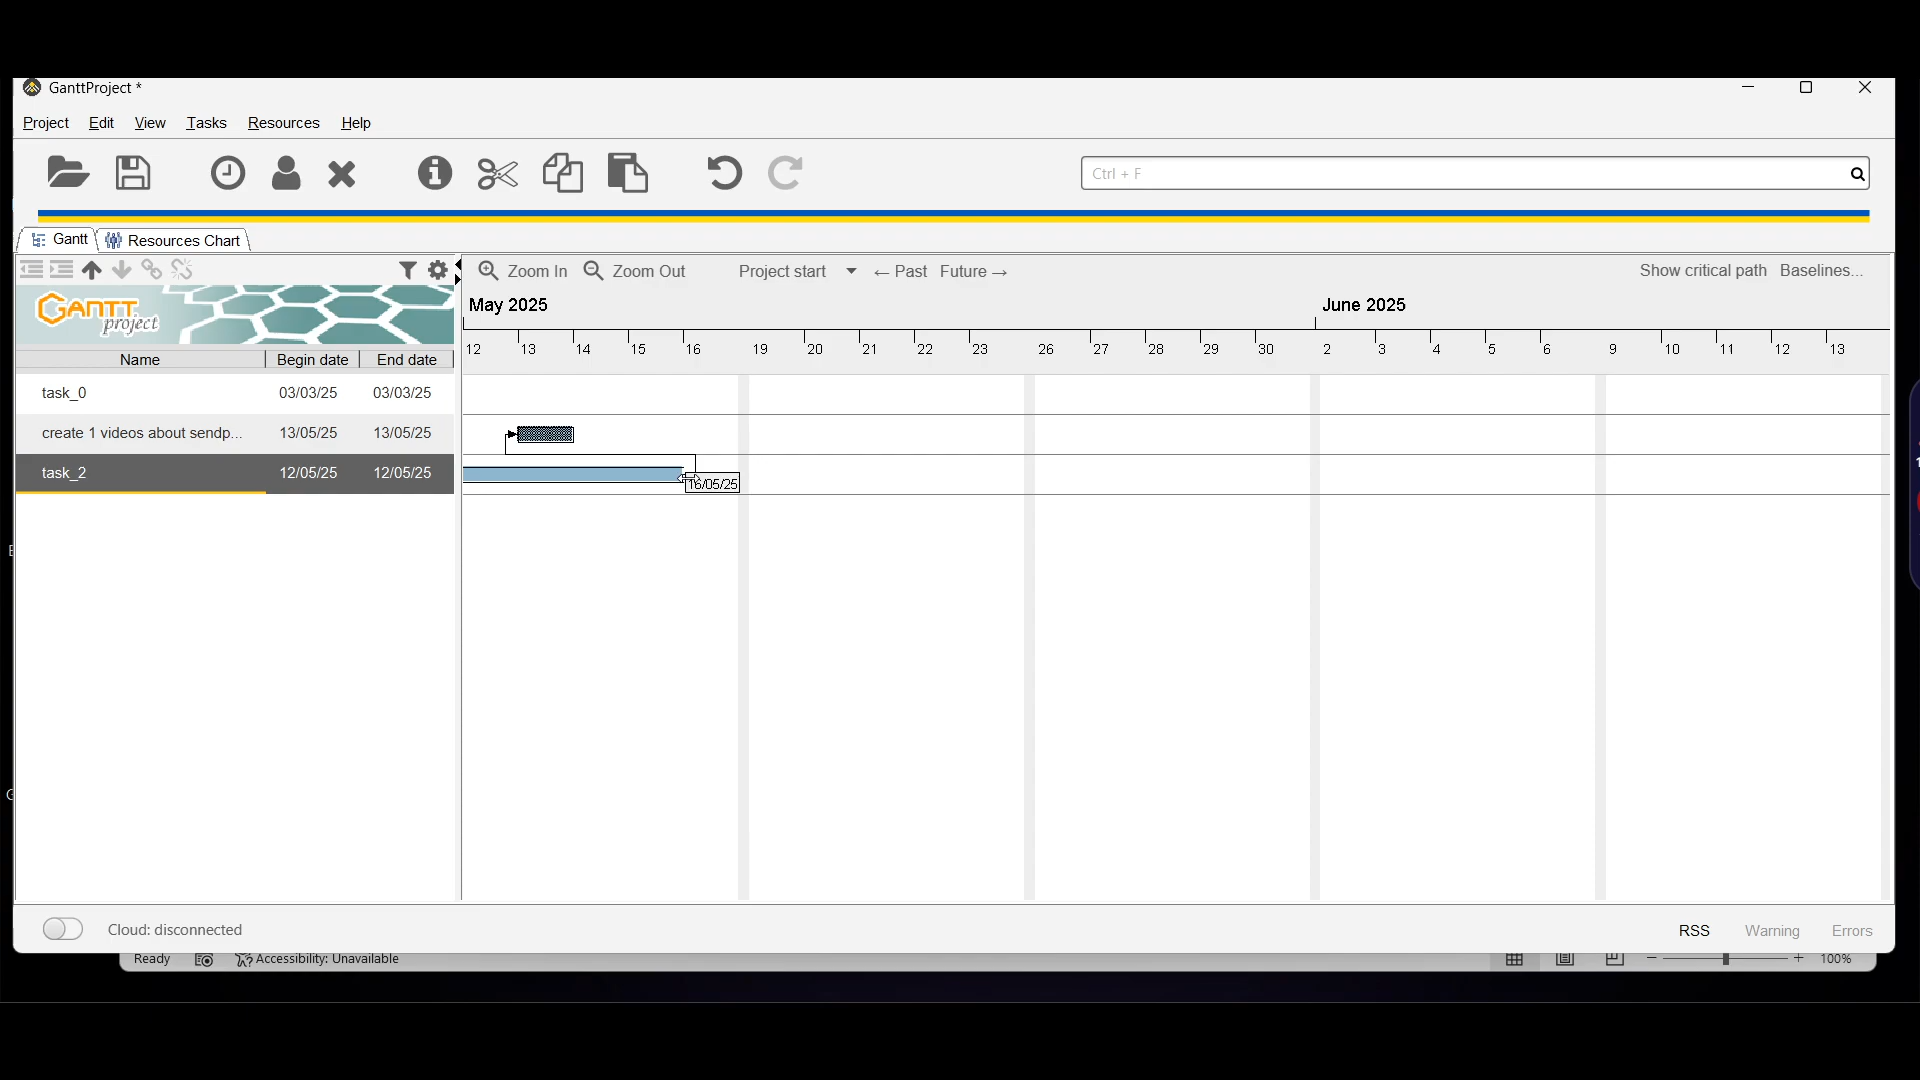 GanttProject *
Project Edit View Tasks Resources Help
Ctrl + F
Gantt Resources Chart
Zoom In Zoom Out Project start ← Past Future → Show critical path Baselines...
GANTT project
May 2025 June 2025
12 13 14 15 16 19 20 21 22 23 26 27 28 29 30 2 3 4 5 6 9 10 11 12 13
Name Begin date End date
task_0 03/03/25 03/03/25
create 1 videos about sendp... 13/05/25 13/05/25
task_2 12/05/25 12/05/25
16/05/25
Cloud: disconnected RSS Warning Errors
Ready Accessibility: Unavailable 100%